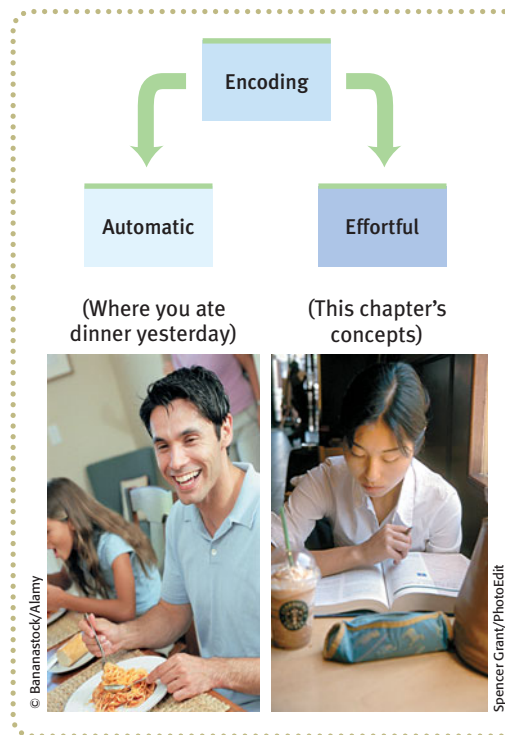 Encoding
Automatic
Effortful
(Where you ate
dinner yesterday)
(This chapter's
concepts)
© Bananastock/Alamy
Spencer Grant/PhotoEdit